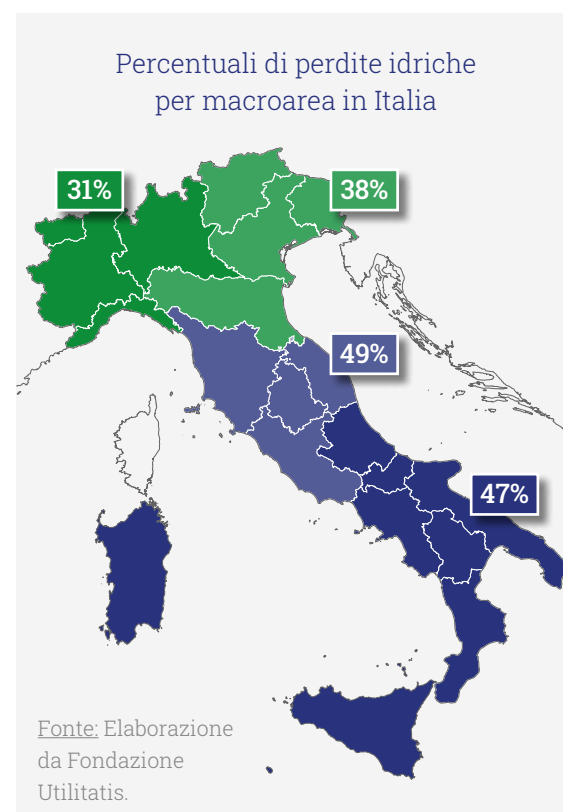 Percentuali di perdite idriche
per macroarea in Italia
31%
38%
49%
47%
Fonte: Elaborazione
da Fondazione
Utilitatis.